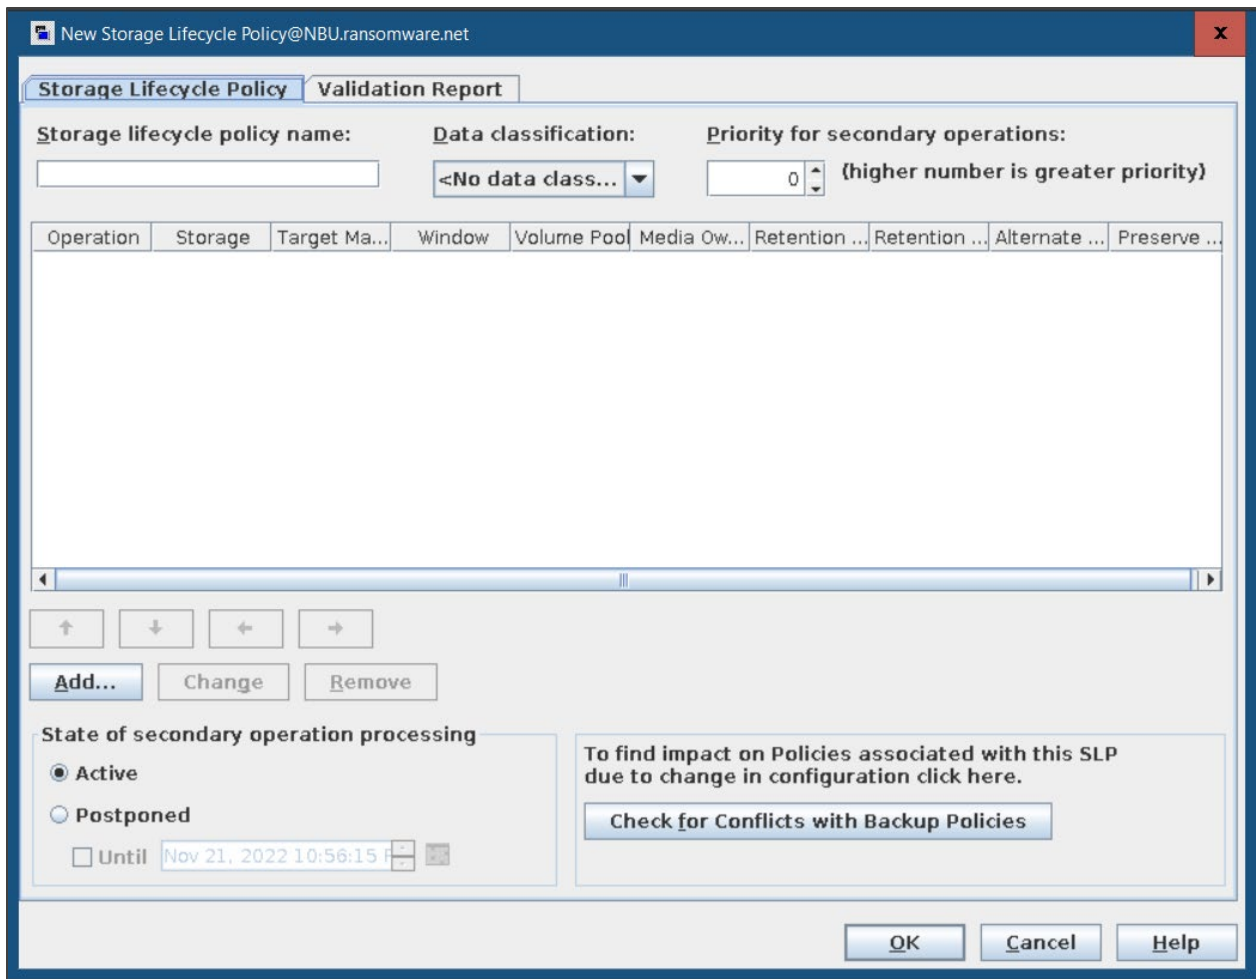 New Storage Lifecycle Policy@NBU.ransomware.net
x
Storage Lifecycle Policy
Validation Report
Storage lifecycle policy name:
Data classification:
Priority for secondary operations:
<No data class...
0
(higher number is greater priority)
Operation Storage Target Ma... Window Volume Pool Media Ow... Retention ... Retention ... Alternate ... Preserve ...
Add...
Change
Remove
State of secondary operation processing
Active
Postponed
Until Nov 21, 2022 10:56:15
To find impact on Policies associated with this SLP
due to change in configuration click here.
Check for Conflicts with Backup Policies
OK
Cancel
Help